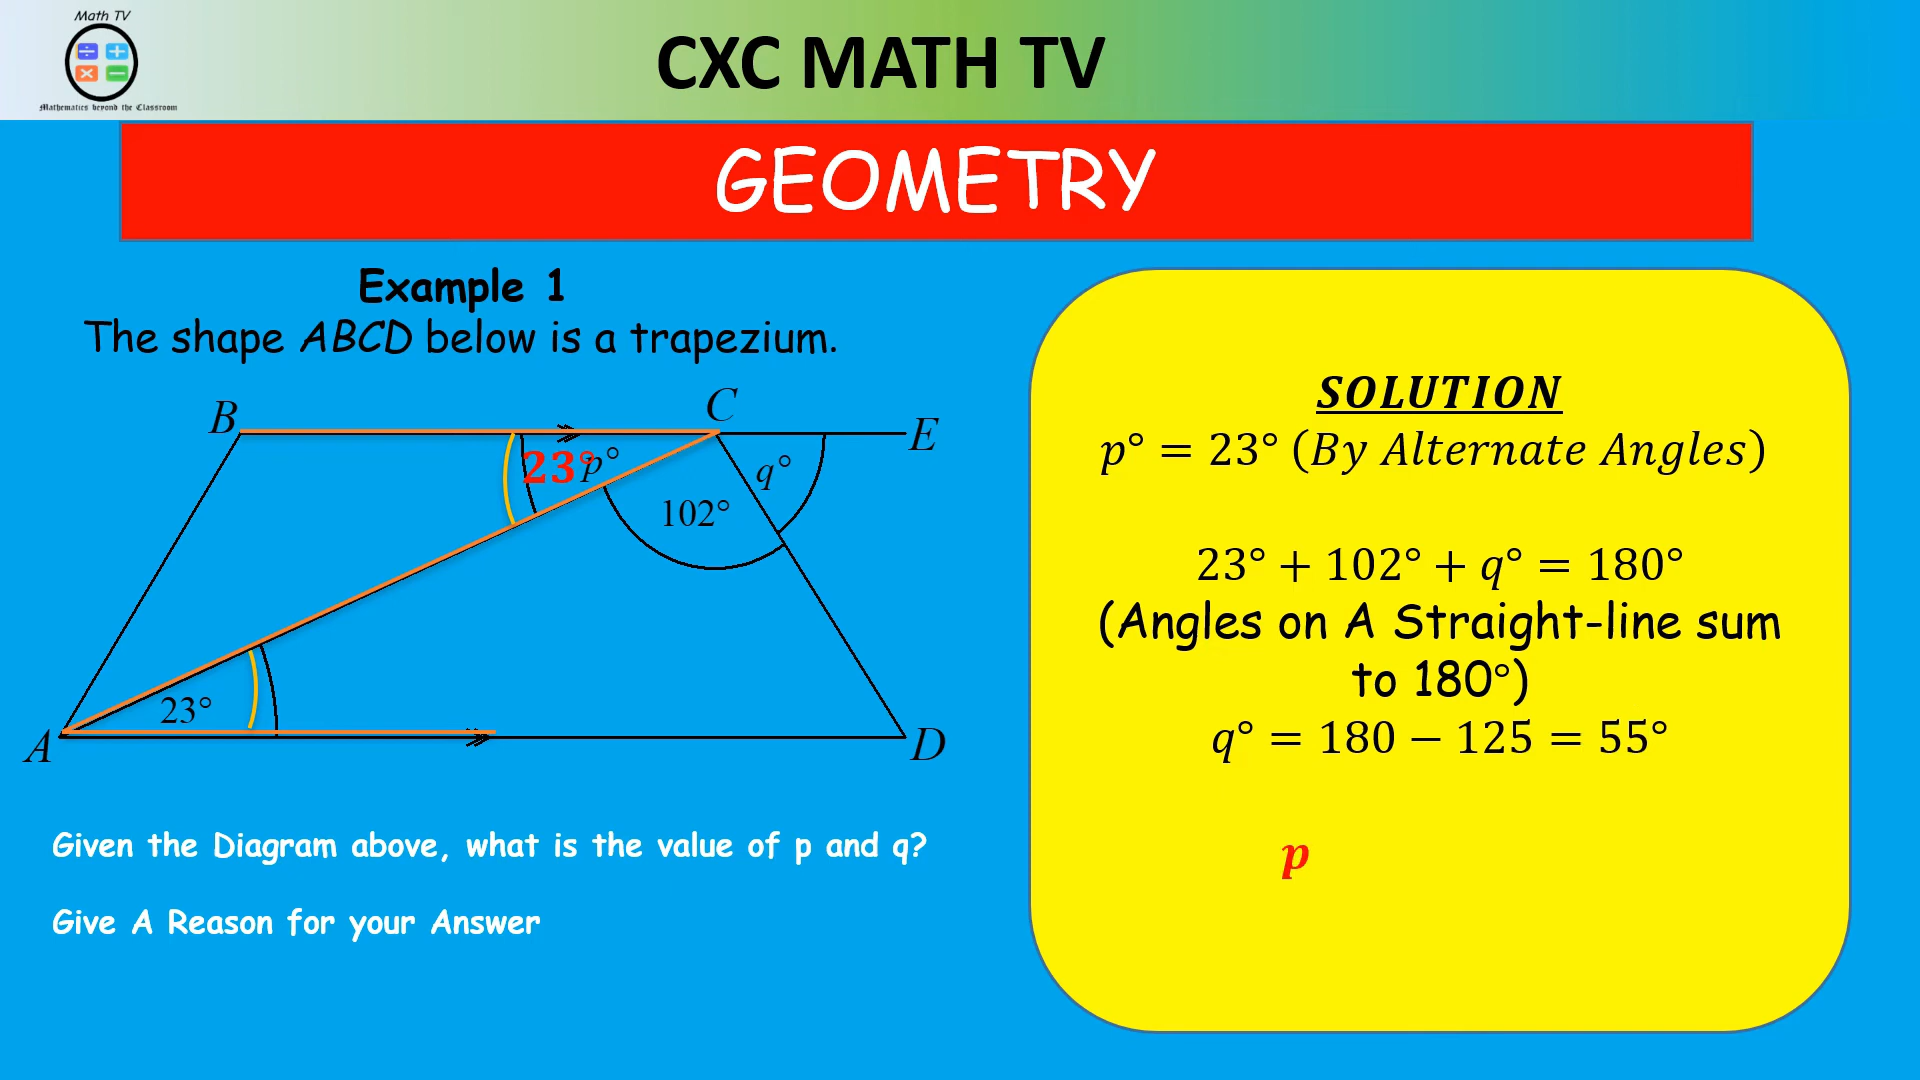 Math TV
Mathematics beyond the Classroom
CXC MATH TV
GEOMETRY
Example 1
The shape ABCD below is a trapezium.
B
C
E
23°
p°
q°
102°
23°
A
D
Given the Diagram above, what is the value of p and q?
Give A Reason for your Answer
SOLUTION
p° = 23° (By Alternate Angles)
23° + 102° + q° = 180°
(Angles on A Straight-line sum
to 180°)
q° = 180 − 125 = 55°
p